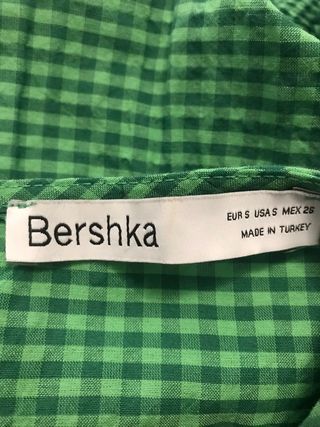 Bershka
EUR S USA S MEX 26
MADE IN TURKEY